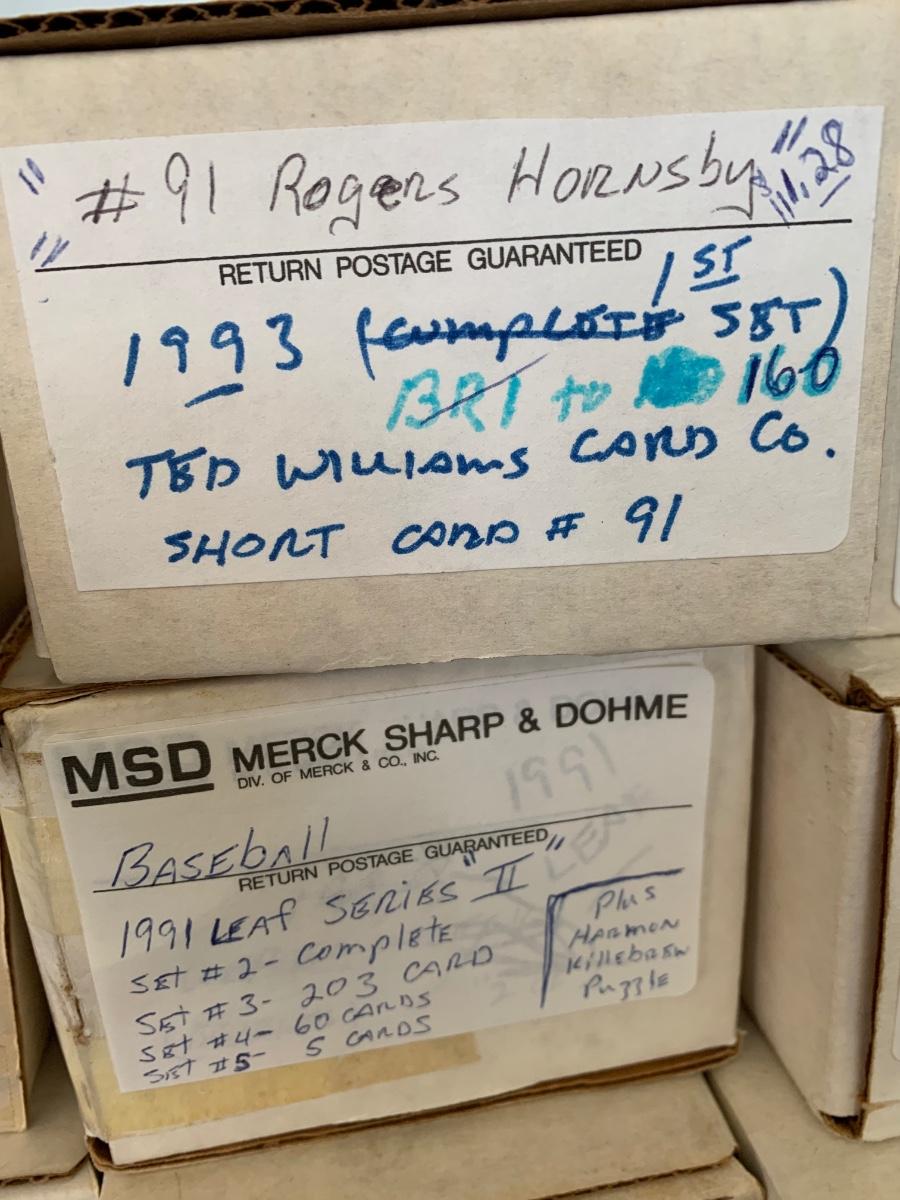 " # 91 Rogers Hornsby "
"
RETURN POSTAGE GUARANTEED
1ST
1993 (COMPLETE SET)
BRI to 160
TED WILLIAMS CARD Co.
SHORT CARD # 91
MSD MERCK SHARP & DOHME
DIV. OF MERCK & CO., INC.
1991
Baseball
RETURN POSTAGE GUARANTEED
LEAF
1991 LEAF SERIES "II"
SET # 2 - Complete
SET # 3 - 203 CARD
SET # 4 - 60 CARDS
SET # 5 - 5 CARDS
Plus
HARMON
Killebrew
Puzzle